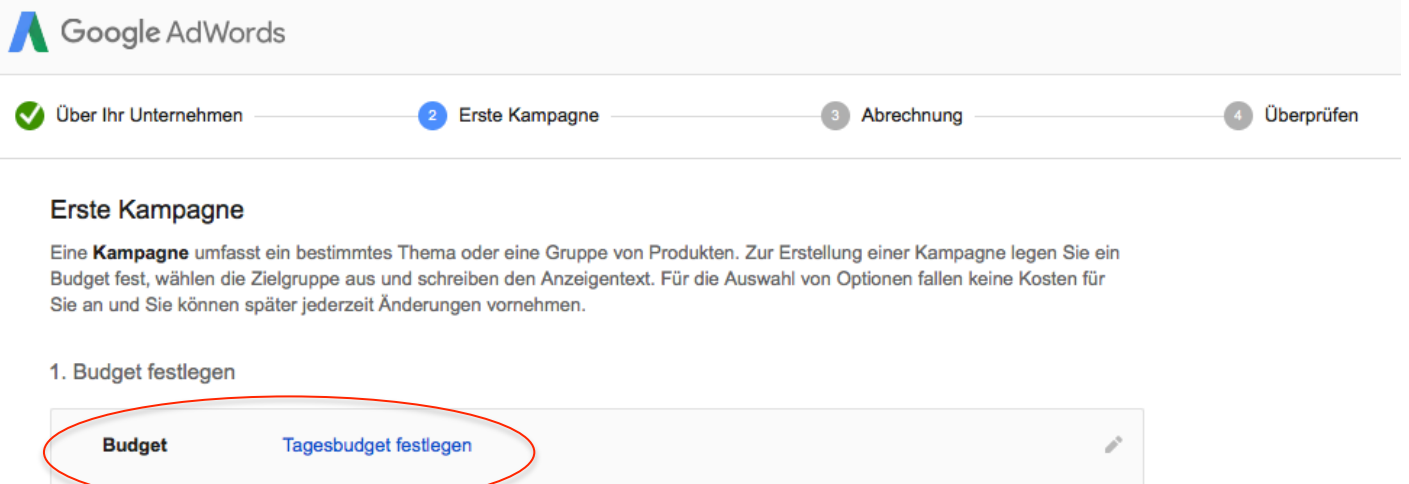 Google AdWords
Über Ihr Unternehmen 2 Erste Kampagne 3 Abrechnung 4 Überprüfen
Erste Kampagne
Eine Kampagne umfasst ein bestimmtes Thema oder eine Gruppe von Produkten. Zur Erstellung einer Kampagne legen Sie ein
Budget fest, wählen die Zielgruppe aus und schreiben den Anzeigentext. Für die Auswahl von Optionen fallen keine Kosten für
Sie an und Sie können später jederzeit Änderungen vornehmen.
1. Budget festlegen
Budget Tagesbudget festlegen